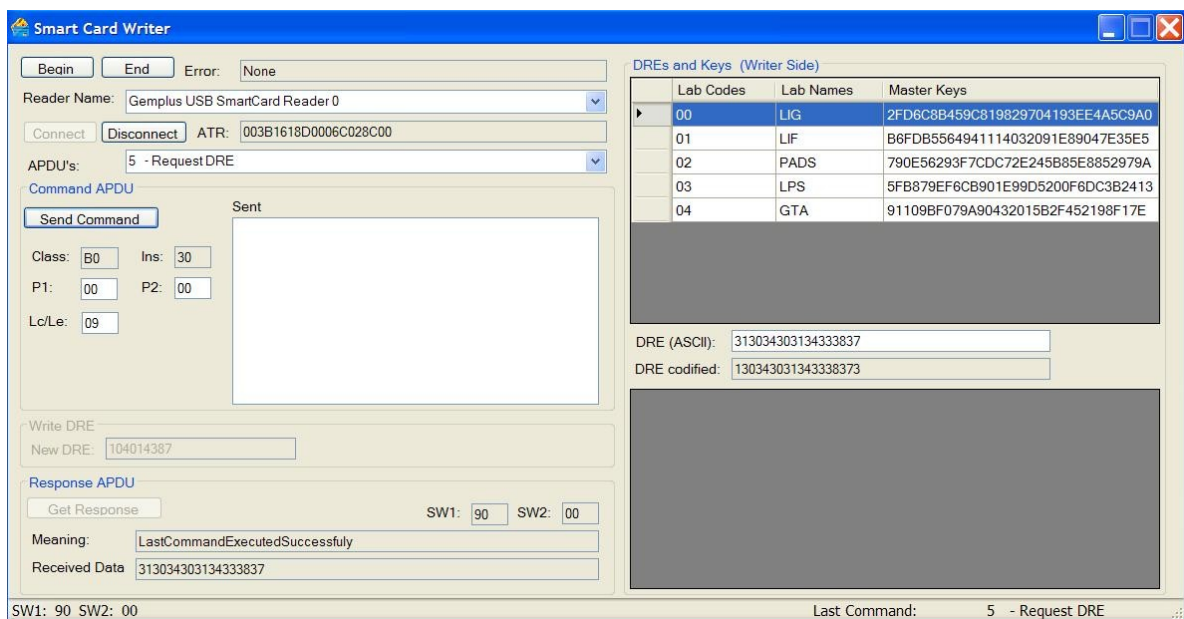 Smart Card Writer
Begin End Error: None
Reader Name: Gemplus USB SmartCard Reader 0
Connect Disconnect ATR: 003B1618D0006C028C00
APDU's: 5 - Request DRE
Command APDU
Send Command
Sent
Class: B0 Ins: 30
P1: 00 P2: 00
Lc/Le: 09
Write DRE
New DRE: 104014387
Response APDU
Get Response SW1: 90 SW2: 00
Meaning: LastCommandExecutedSuccessfuly
Received Data 313034303134333837
DREs and Keys (Writer Side)
Lab Codes Lab Names Master Keys
00 LIG 2FD6C8B459C819829704193EE4A5C9A0
01 LIF B6FDB5564941114032091E89047E35E5
02 PADS 790E56293F7CDC72E245B85E8852979A
03 LPS 5FB879EF6CB901E99D5200F6DC3B2413
04 GTA 91109BF079A90432015B2F452198F17E
DRE (ASCII): 313034303134333837
DRE codified: 130343031343338373
SW1: 90 SW2: 00 Last Command: 5 - Request DRE